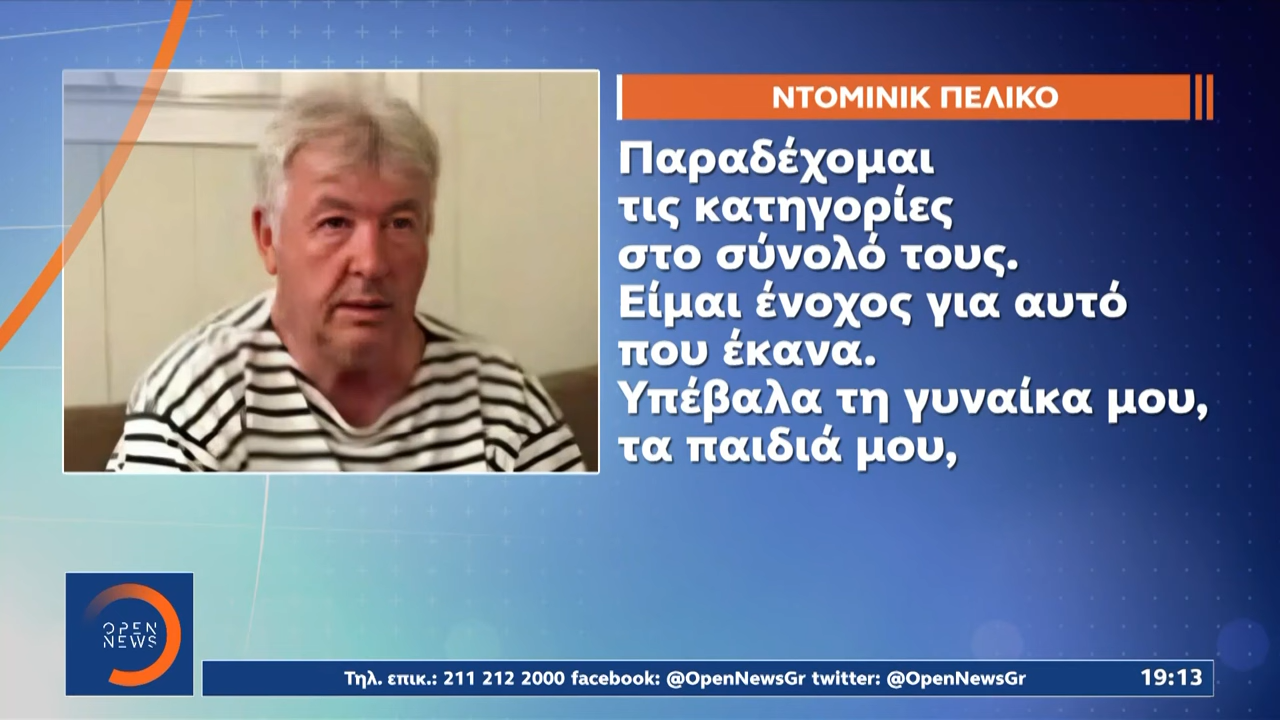 ΝΤΟΜΙΝΙΚ ΠΕΛΙΚΟ
Παραδέχομαι
τις κατηγορίες
στο σύνολό τους.
Είμαι ένοχος για αυτό
που έκανα.
Υπέβαλα τη γυναίκα μου,
τα παιδιά μου,
OPEN
NEWS
Τηλ. επικ.: 211 212 2000 facebook: @OpenNewsGr twitter: @OpenNewsGr
19:13